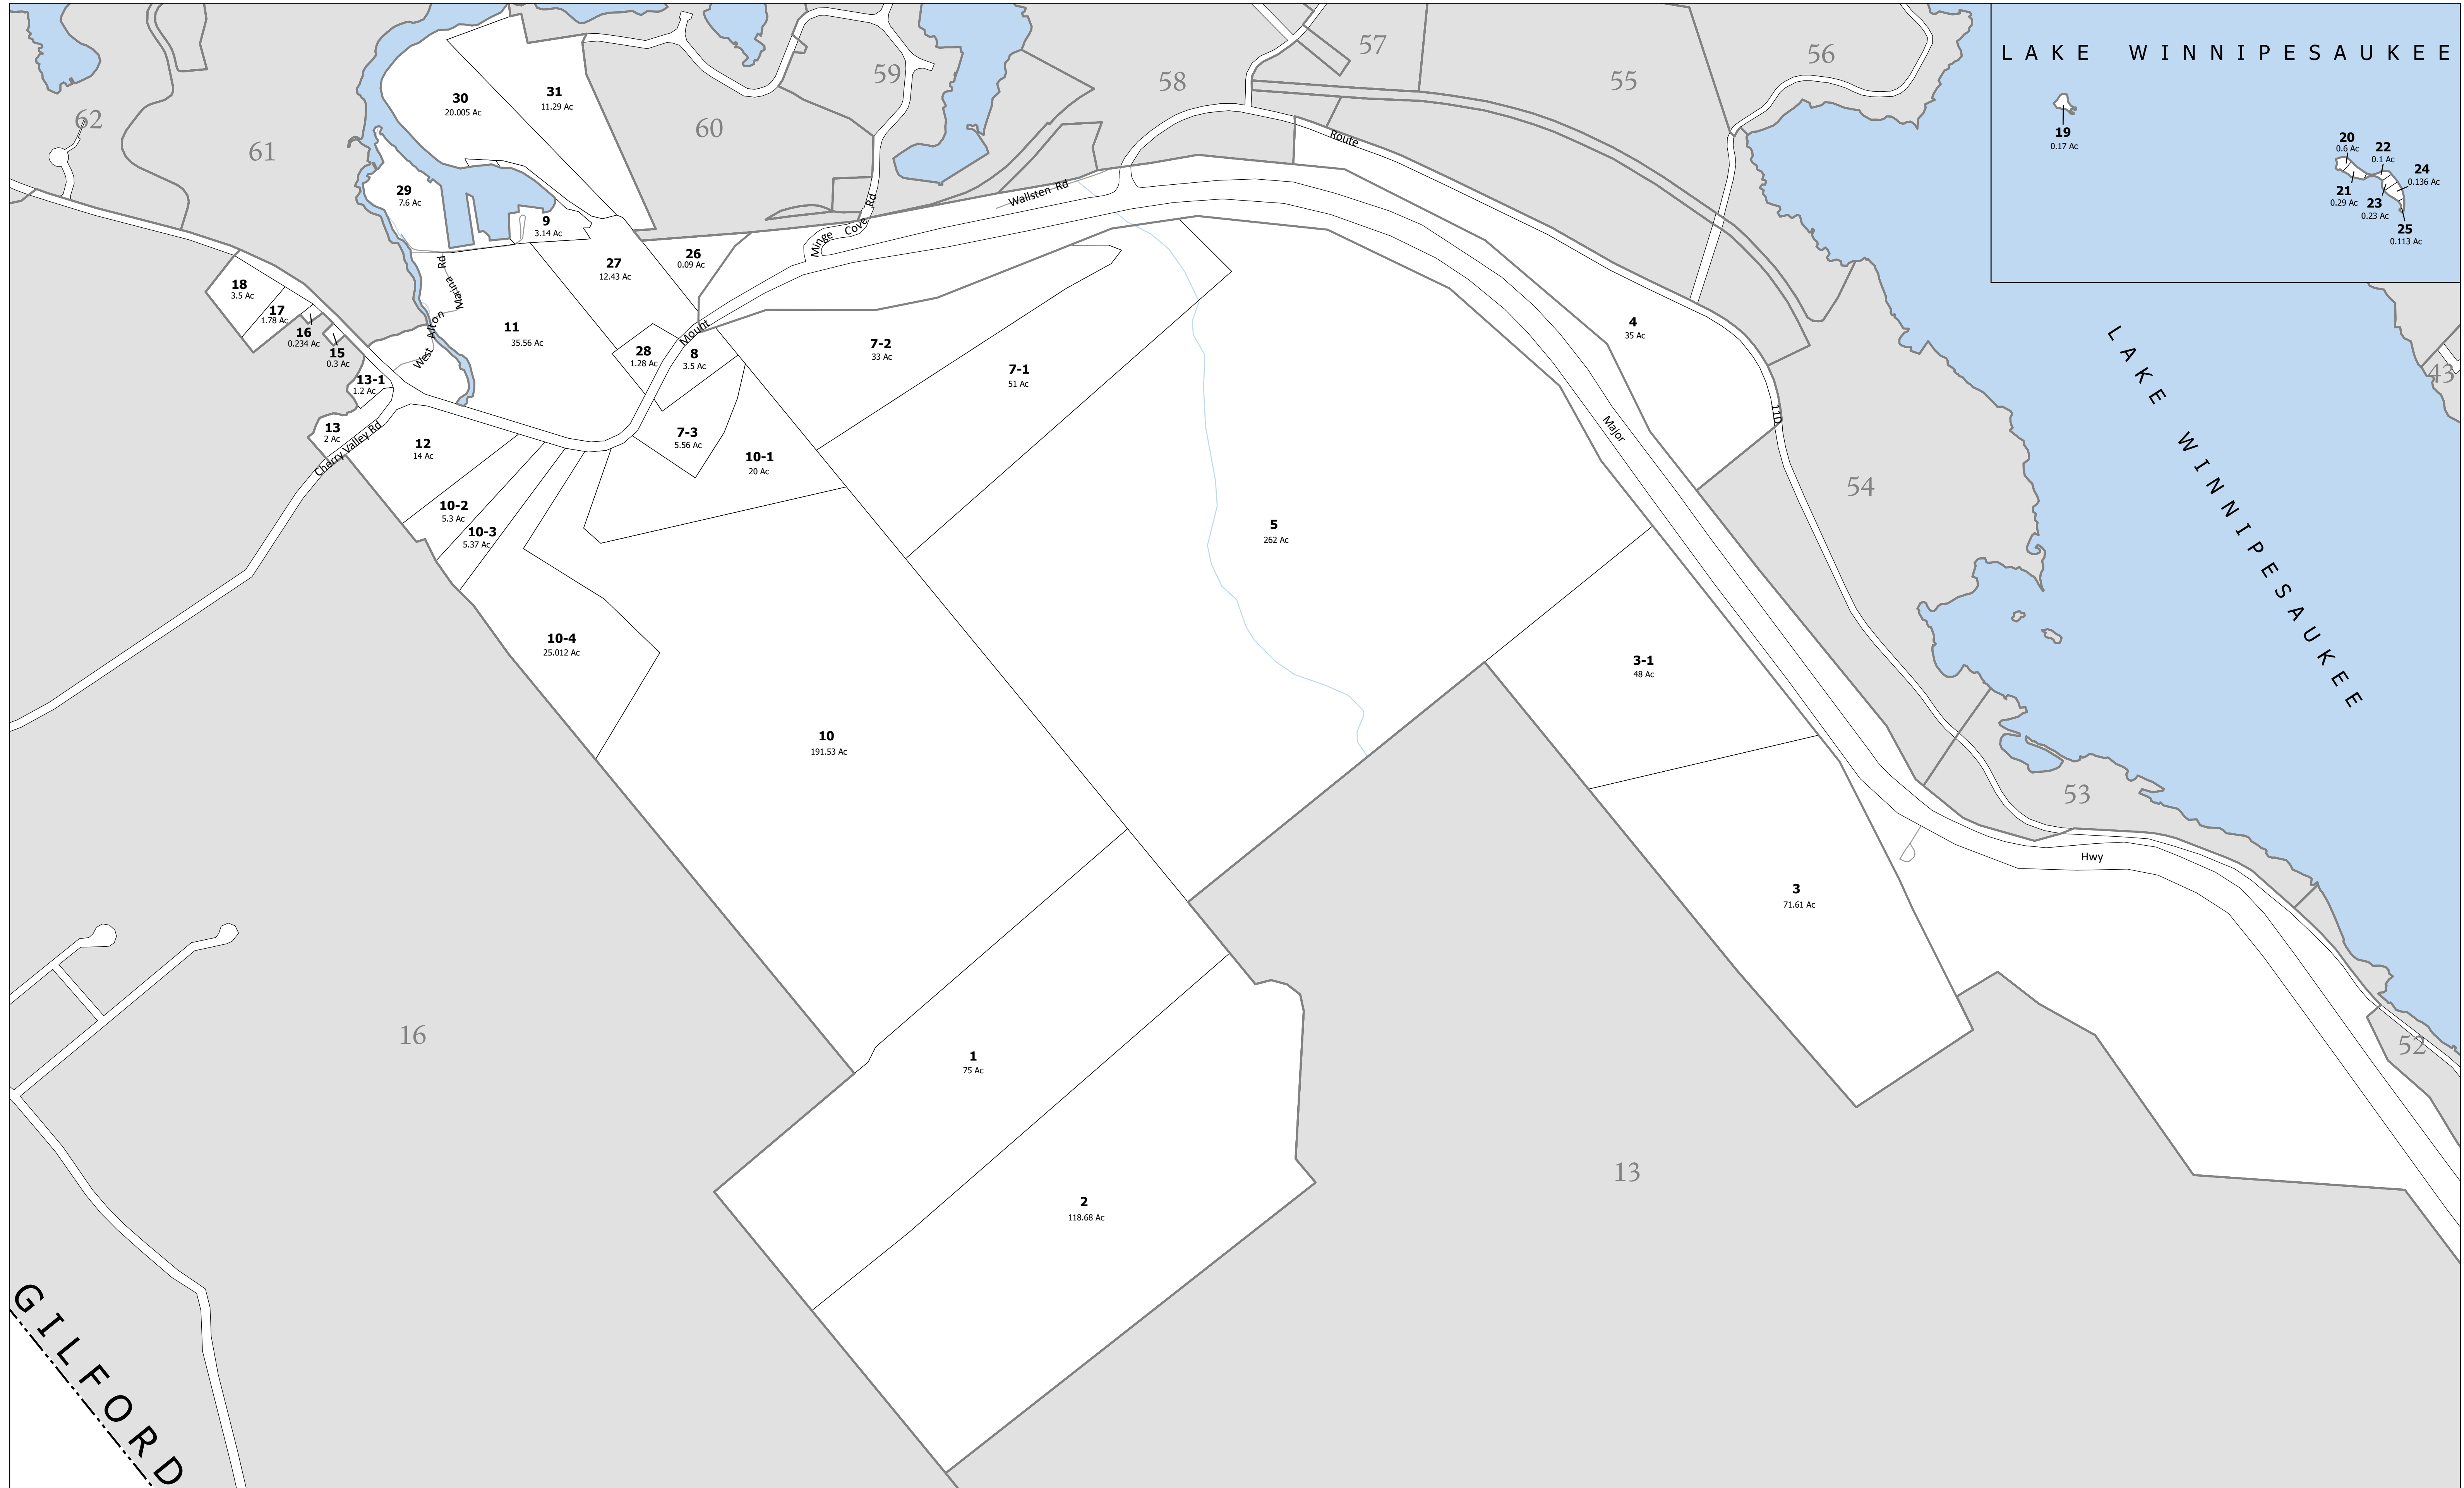 57
56
LAKE WINNIPESAUKEE
59
58
55
62
61
60
30
20.005 Ac
31
11.29 Ac
19
0.17 Ac
20
0.6 Ac
22
0.1 Ac
24
0.136 Ac
21
0.29 Ac
23
0.23 Ac
25
0.113 Ac
Route
29
7.6 Ac
Wallsten Rd
9
3.14 Ac
Minge Cove Rd
26
0.09 Ac
27
12.43 Ac
Marina Rd
18
3.5 Ac
17
1.78 Ac
16
0.234 Ac
15
0.3 Ac
West Alton
11
35.56 Ac
Mount
28
1.28 Ac
8
3.5 Ac
7-2
33 Ac
7-1
51 Ac
4
35 Ac
LAKE WINNIPESAUKEE
43
13-1
1.2 Ac
13
2 Ac
Cherry Valley Rd
12
14 Ac
7-3
5.56 Ac
10-1
20 Ac
Major
11D
54
10-2
5.3 Ac
10-3
5.37 Ac
5
262 Ac
10-4
25.012 Ac
3-1
48 Ac
10
191.53 Ac
53
Hwy
3
71.61 Ac
16
1
75 Ac
52
13
2
118.68 Ac
GILFORD